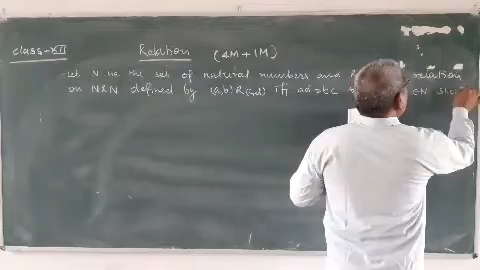 class-XII Relation (4M+1M)
Let N be the set of natural numbers and relation
on NXN defined by (a,b) R (c,d) iff ad=bc